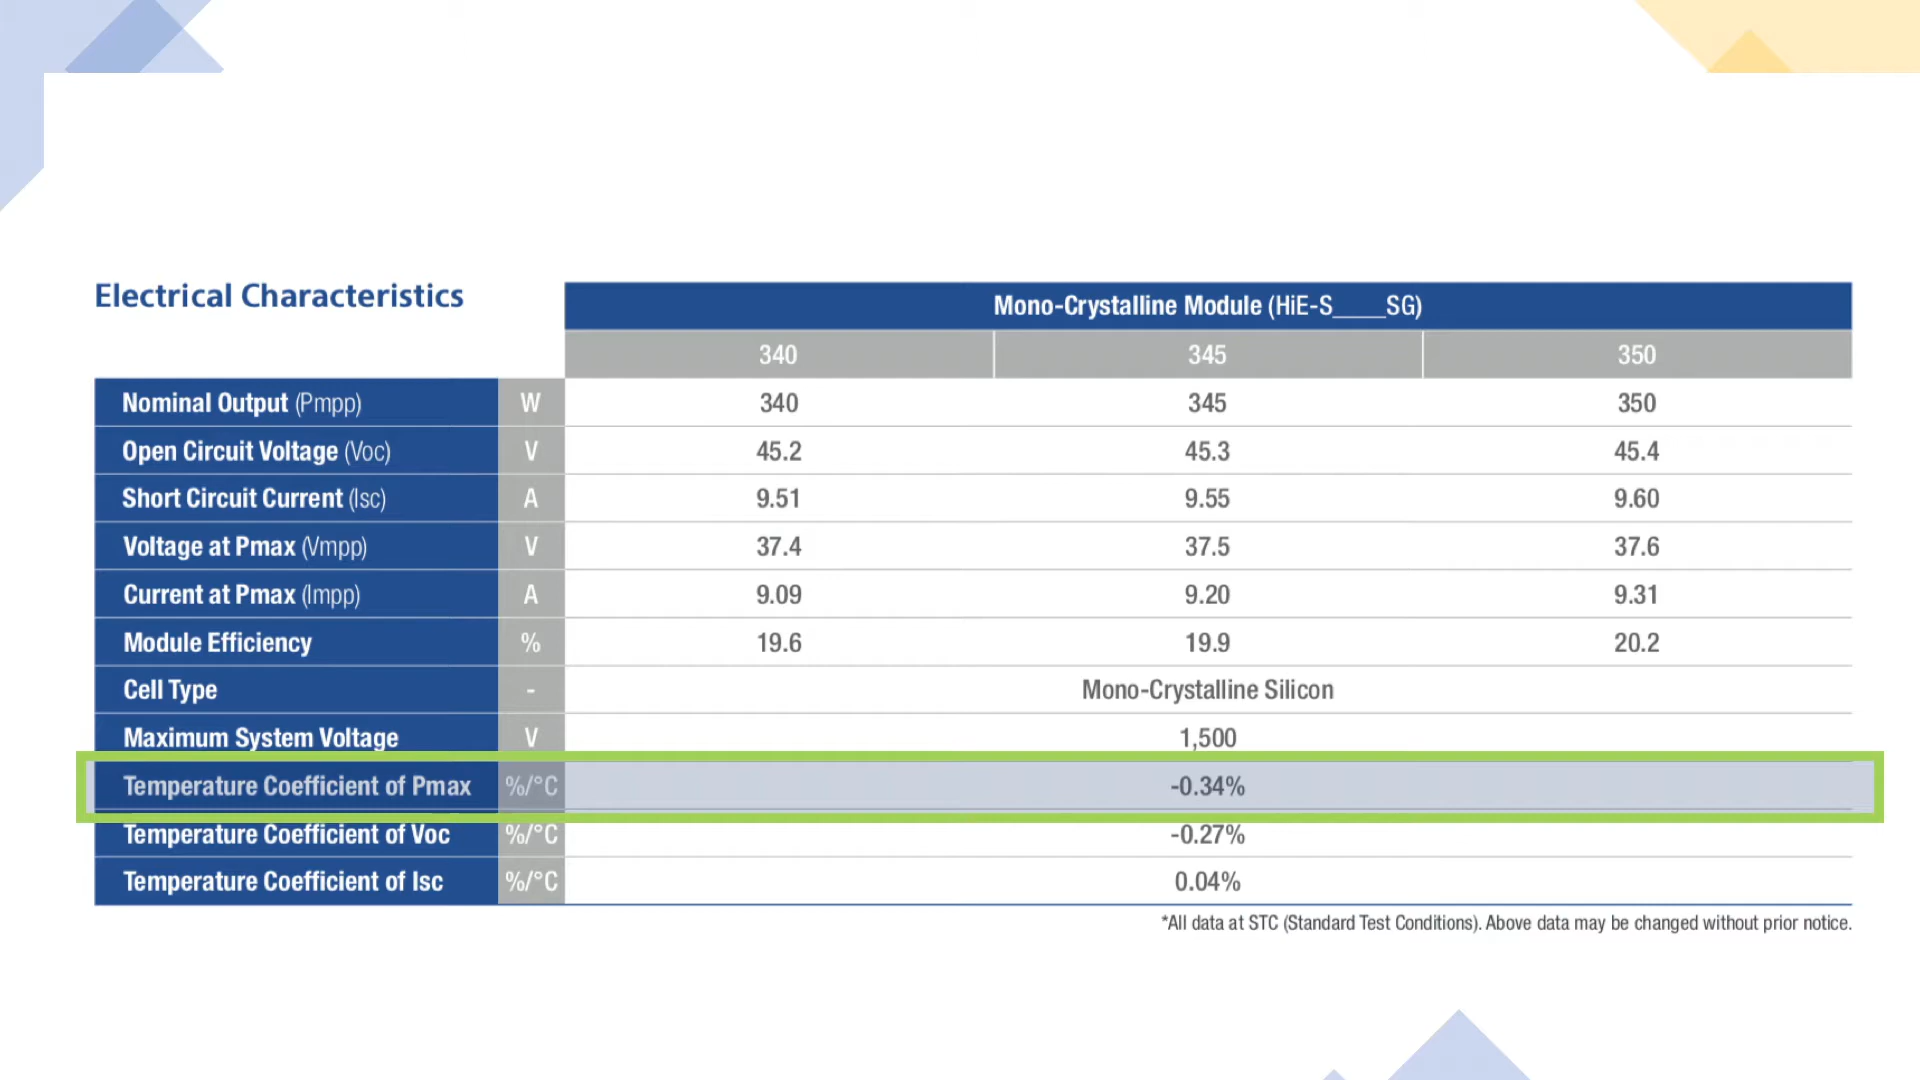 Electrical Characteristics
Mono-Crystalline Module (HiE-S____SG)
340 345 350
Nominal Output (Pmpp) W 340 345 350
Open Circuit Voltage (Voc) V 45.2 45.3 45.4
Short Circuit Current (Isc) A 9.51 9.55 9.60
Voltage at Pmax (Vmpp) V 37.4 37.5 37.6
Current at Pmax (Impp) A 9.09 9.20 9.31
Module Efficiency % 19.6 19.9 20.2
Cell Type - Mono-Crystalline Silicon
Maximum System Voltage V 1,500
Temperature Coefficient of Pmax %/°C -0.34%
Temperature Coefficient of Voc %/°C -0.27%
Temperature Coefficient of Isc %/°C 0.04%
*All data at STC (Standard Test Conditions). Above data may be changed without prior notice.